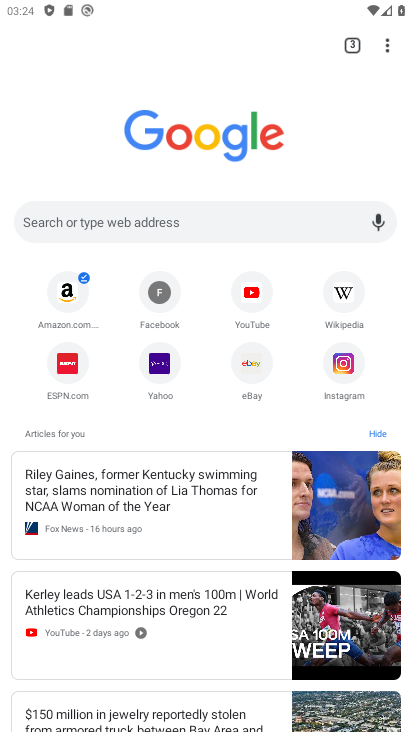 03:24
3
Google
Search or type web address
Amazon.com....
F
Facebook
YouTube
W
Wikipedia
ESPN
ESPN.com
Yahoo
ebay
eBay
Instagram
Articles for you
Hide
Riley Gaines, former Kentucky swimming
star, slams nomination of Lia Thomas for
NCAA Woman of the Year
Fox News - 16 hours ago
Kerley leads USA 1-2-3 in men's 100m | World
Athletics Championships Oregon 22
YouTube - 2 days ago
SA 100M
WEEP
$150 million in jewelry reportedly stolen
from armored truck between Bay Area and